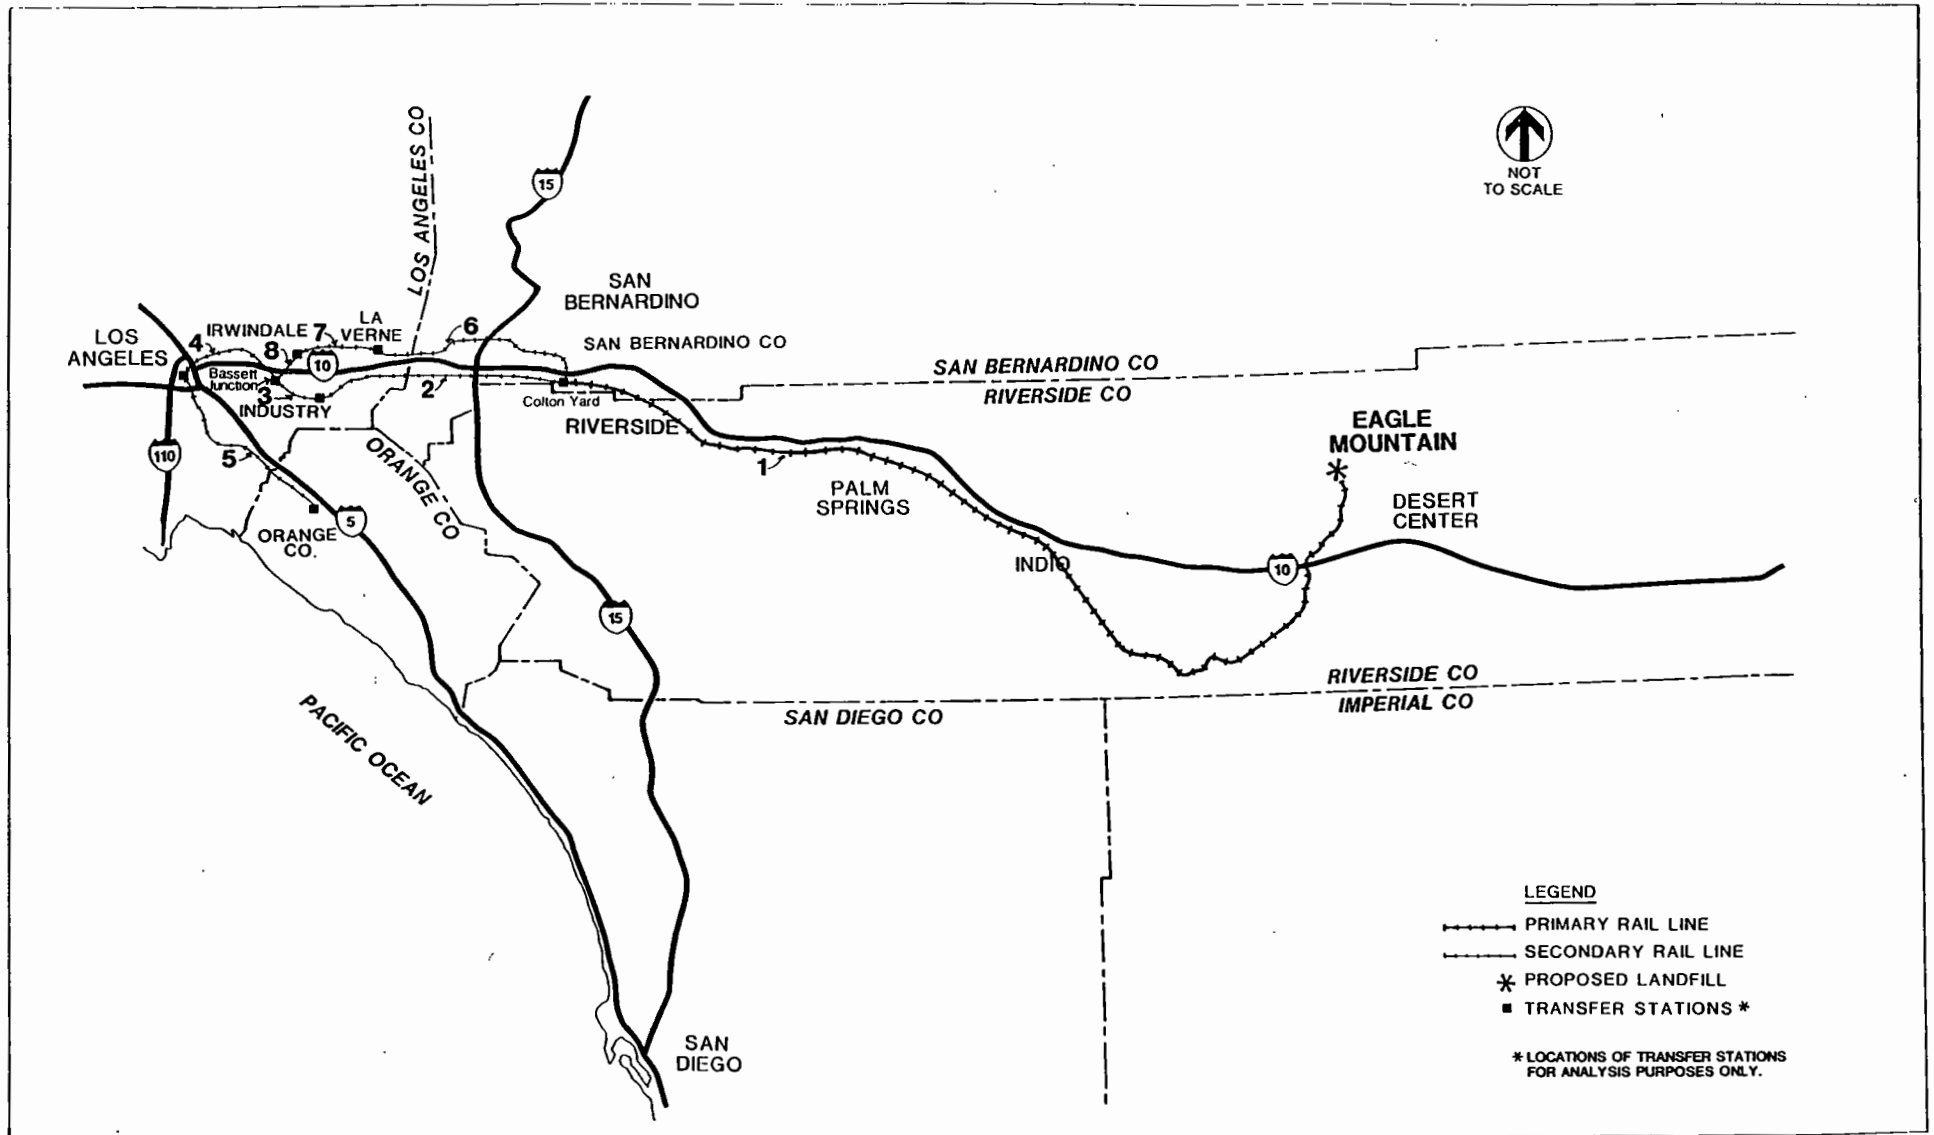 NOT
TO SCALE
LOS ANGELES CO
15
SAN
BERNARDINO
LOS
ANGELES
4
IRWINDALE
7
LA
VERNE
6
SAN BERNARDINO CO
8
10
Bassett
Junction
3
INDUSTRY
2
Colton Yard
RIVERSIDE
SAN BERNARDINO CO
RIVERSIDE CO
EAGLE
MOUNTAIN
110
5
ORANGE CO
1
PALM
SPRINGS
DESERT
CENTER
ORANGE
CO.
5
INDIO
10
15
PACIFIC OCEAN
SAN DIEGO CO
RIVERSIDE CO
IMPERIAL CO
SAN
DIEGO
LEGEND
PRIMARY RAIL LINE
SECONDARY RAIL LINE
PROPOSED LANDFILL
TRANSFER STATIONS *
* LOCATIONS OF TRANSFER STATIONS
FOR ANALYSIS PURPOSES ONLY.